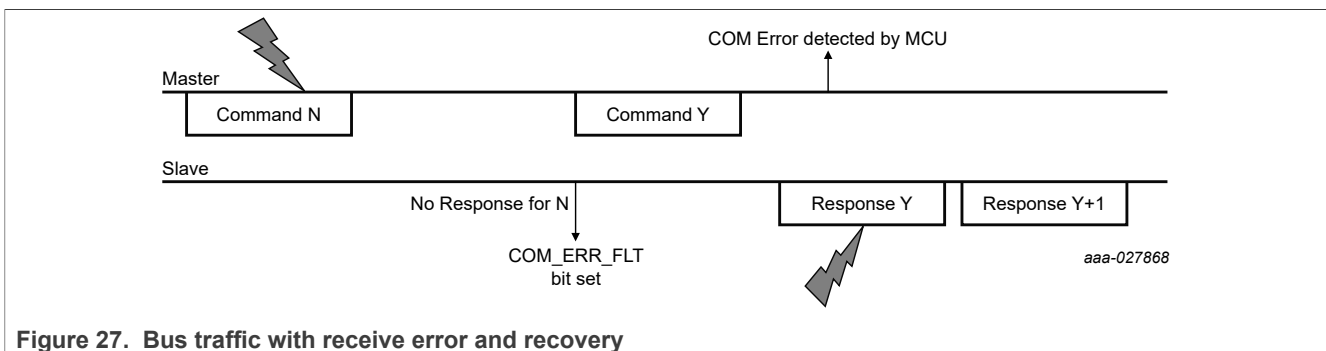 COM Error detected by MCU
Master
Command N
Command Y
Slave
No Response for N
Response Y
Response Y+1
COM_ERR_FLT
bit set
aaa-027868
Figure 27. Bus traffic with receive error and recovery